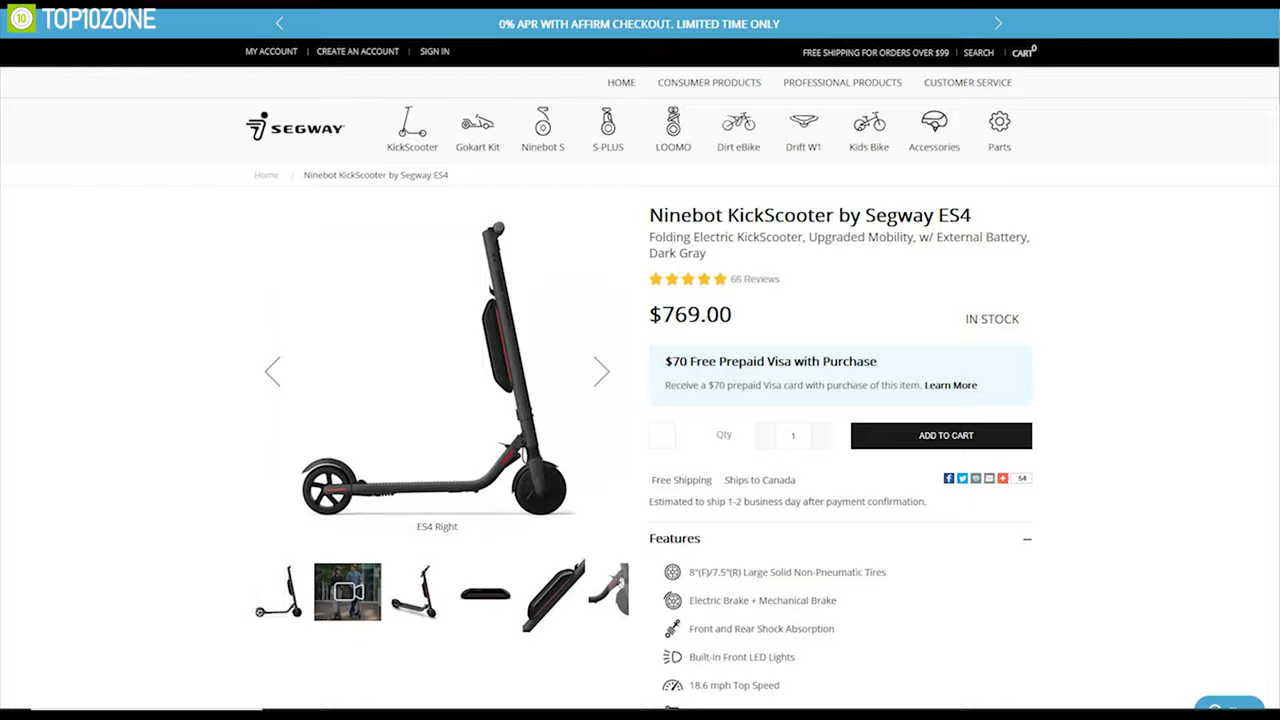 10 TOP10ZONE
0% APR WITH AFFIRM CHECKOUT. LIMITED TIME ONLY
MY ACCOUNT | CREATE AN ACCOUNT | SIGN IN
FREE SHIPPING FOR ORDERS OVER $99 | SEARCH | CART 0
HOME CONSUMER PRODUCTS PROFESSIONAL PRODUCTS CUSTOMER SERVICE
SEGWAY
KickScooter Gokart Kit Ninebot S S-PLUS LOOMO Dirt eBike Drift W1 Kids Bike Accessories Parts
Home | Ninebot KickScooter by Segway ES4
Ninebot KickScooter by Segway ES4
Folding Electric KickScooter, Upgraded Mobility, w/ External Battery,
Dark Gray
66 Reviews
$769.00
IN STOCK
$70 Free Prepaid Visa with Purchase
Receive a $70 prepaid Visa card with purchase of this item. Learn More
Qty 1 ADD TO CART
Free Shipping Ships to Canada
54
Estimated to ship 1-2 business day after payment confirmation.
ES4 Right
Features
8"(F)/7.5"(R) Large Solid Non-Pneumatic Tires
Electric Brake + Mechanical Brake
Front and Rear Shock Absorption
Built-In Front LED Lights
18.6 mph Top Speed